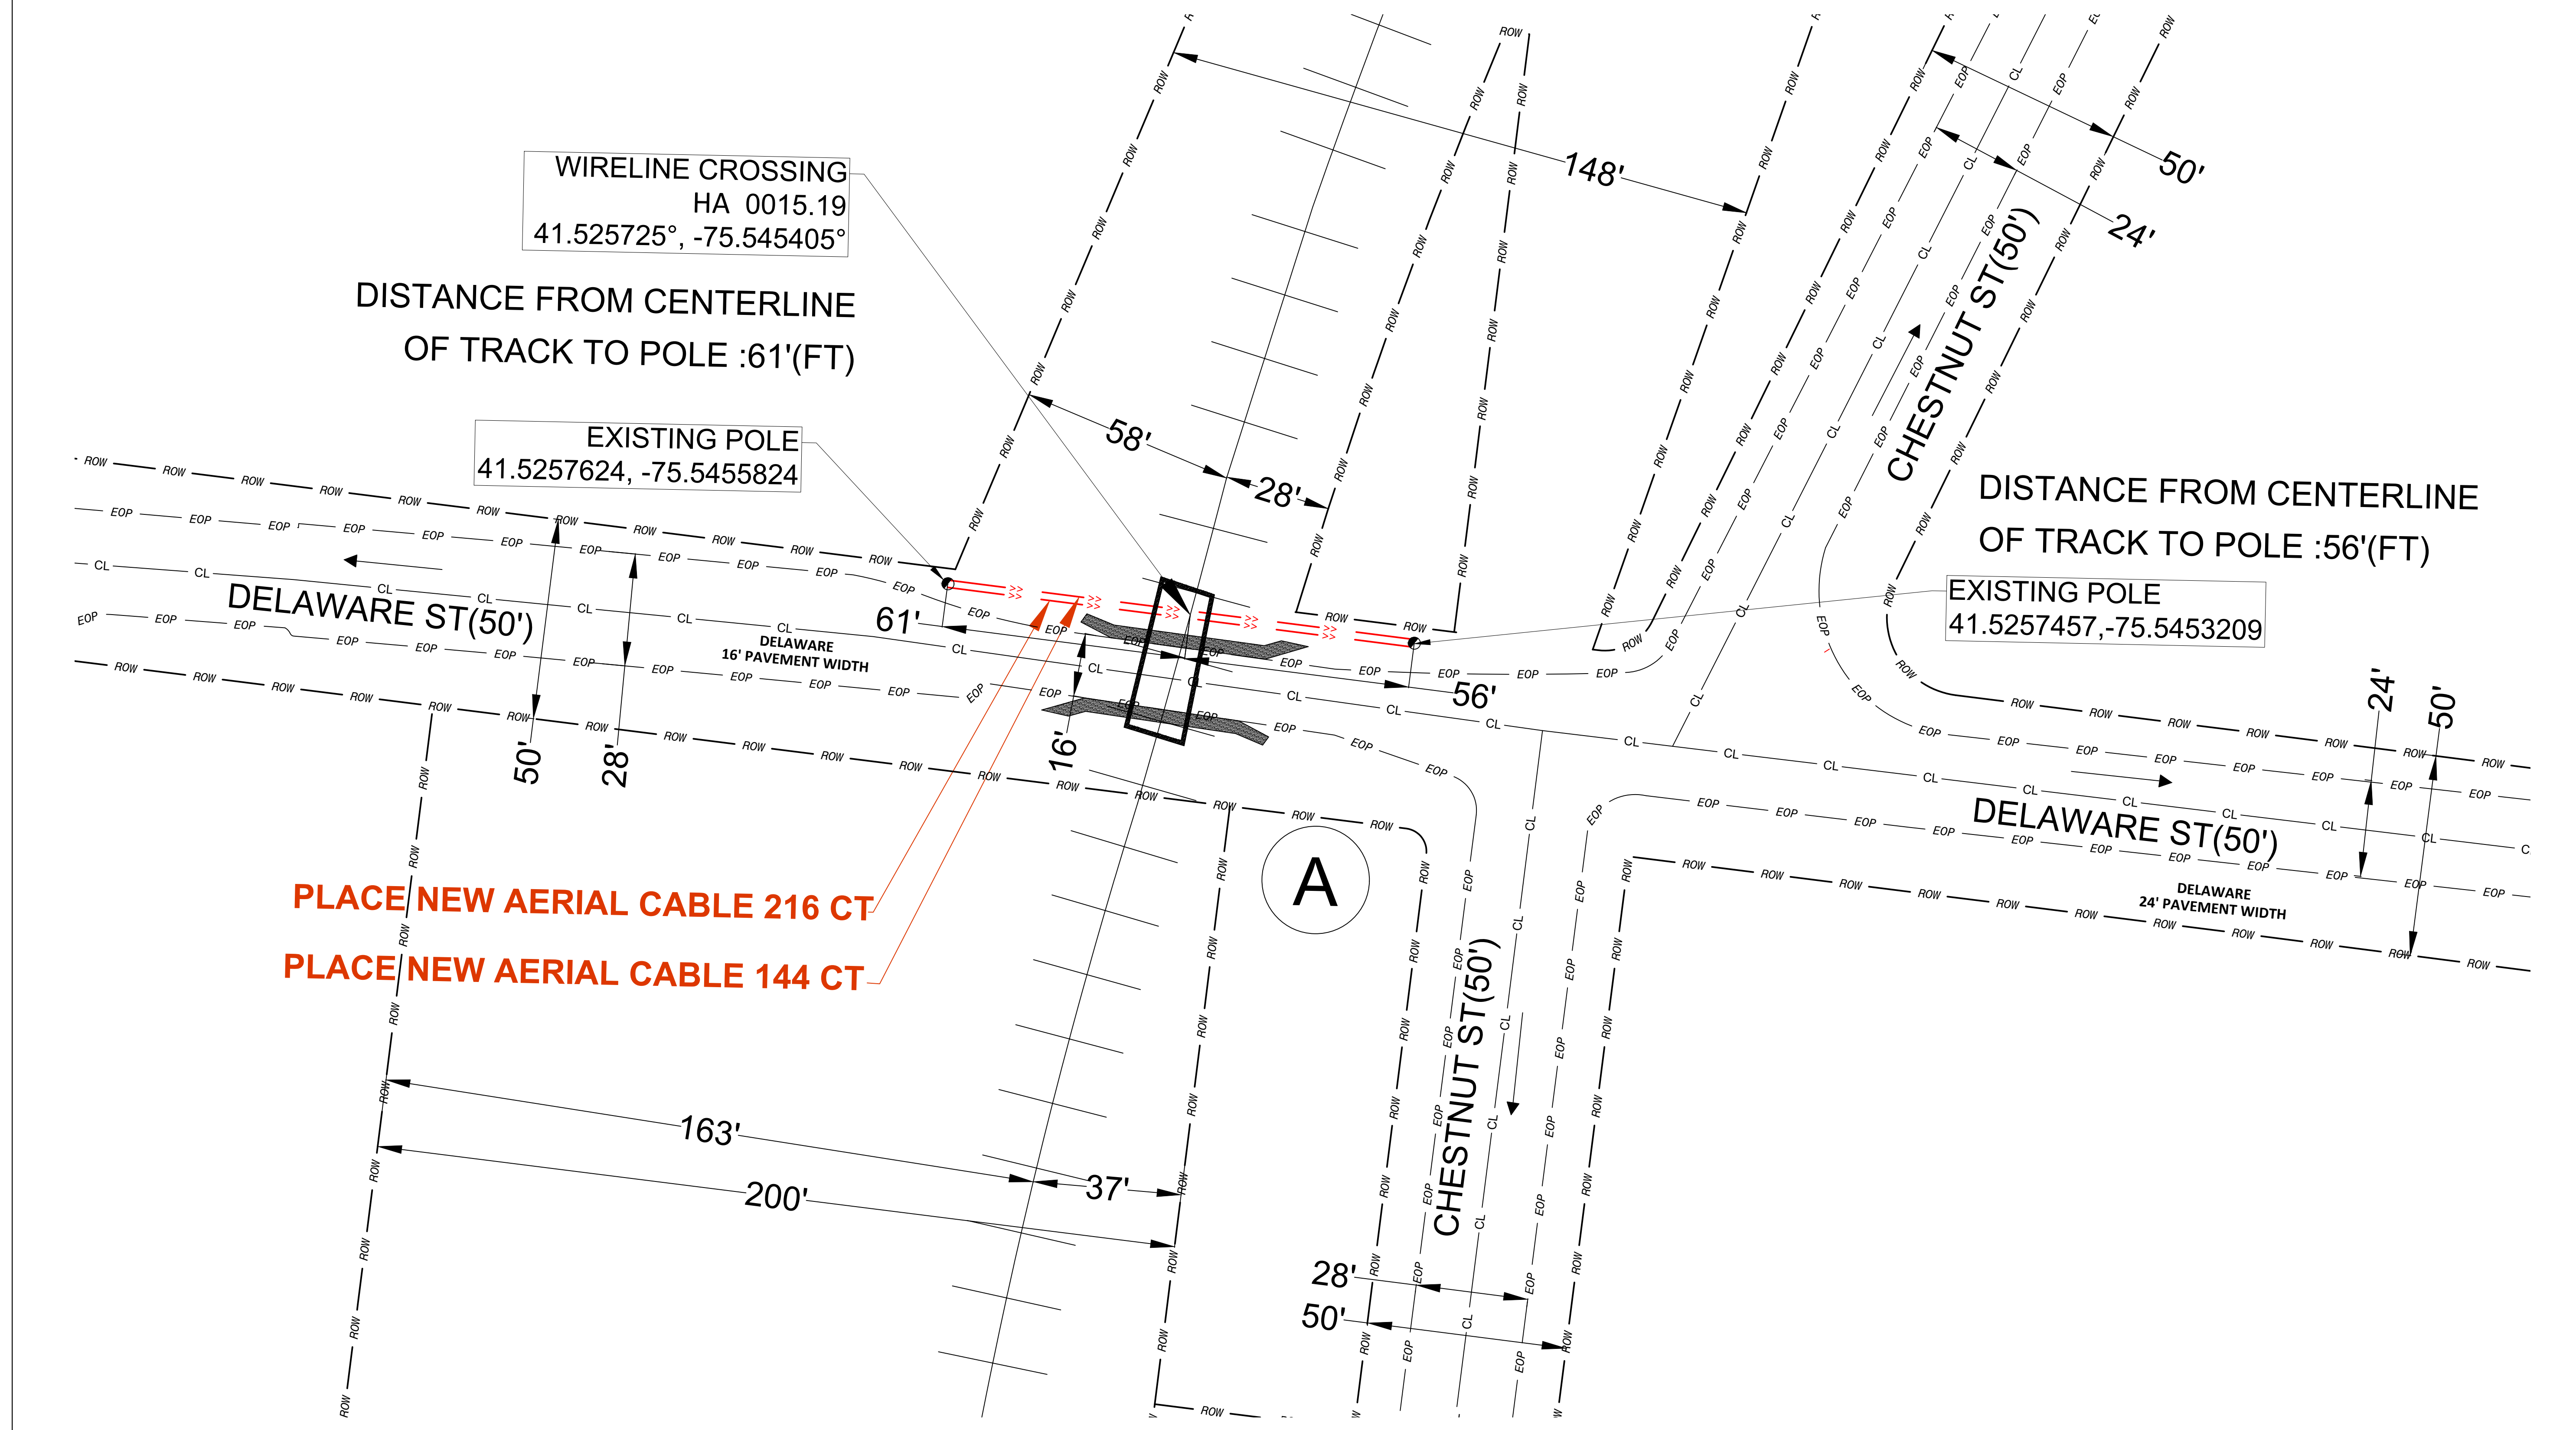 148'
50'
24'
CHESTNUT ST(50')
WIRELINE CROSSING
HA  0015.19
41.525725°, -75.545405°
DISTANCE FROM CENTERLINE
OF TRACK TO POLE :61'(FT)
EXISTING POLE
41.5257624, -75.5455824
58'
28'
DISTANCE FROM CENTERLINE
OF TRACK TO POLE :56'(FT)
EXISTING POLE
41.5257457,-75.5453209
ROW
EOP
CL
DELAWARE ST(50')
DELAWARE
16' PAVEMENT WIDTH
61'
56'
16'
50'
28'
24'
50'
DELAWARE ST(50')
DELAWARE
24' PAVEMENT WIDTH
A
PLACE NEW AERIAL CABLE 216 CT
PLACE NEW AERIAL CABLE 144 CT
CHESTNUT ST(50')
163'
37'
200'
28'
50'